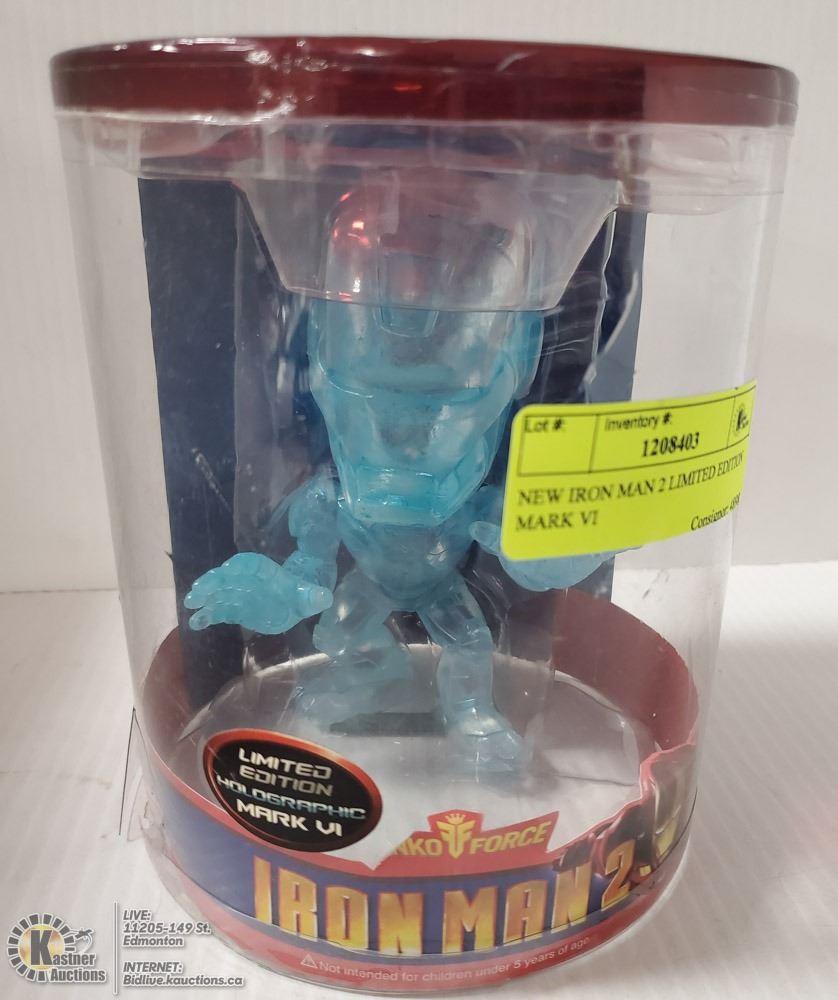 Lot #:
Inventory #:
1208403
NEW IRON MAN 2 LIMITED EDITION
MARK VI
Consignor:
LIMITED
EDITION
HOLOGRAPHIC
MARK VI
FORCE
IRON MAN 2
Not intended for children under 5 years of age.
Kastner
Auctions
LIVE:
11205-149 St.
Edmonton
INTERNET:
Bidlive.kauctions.ca